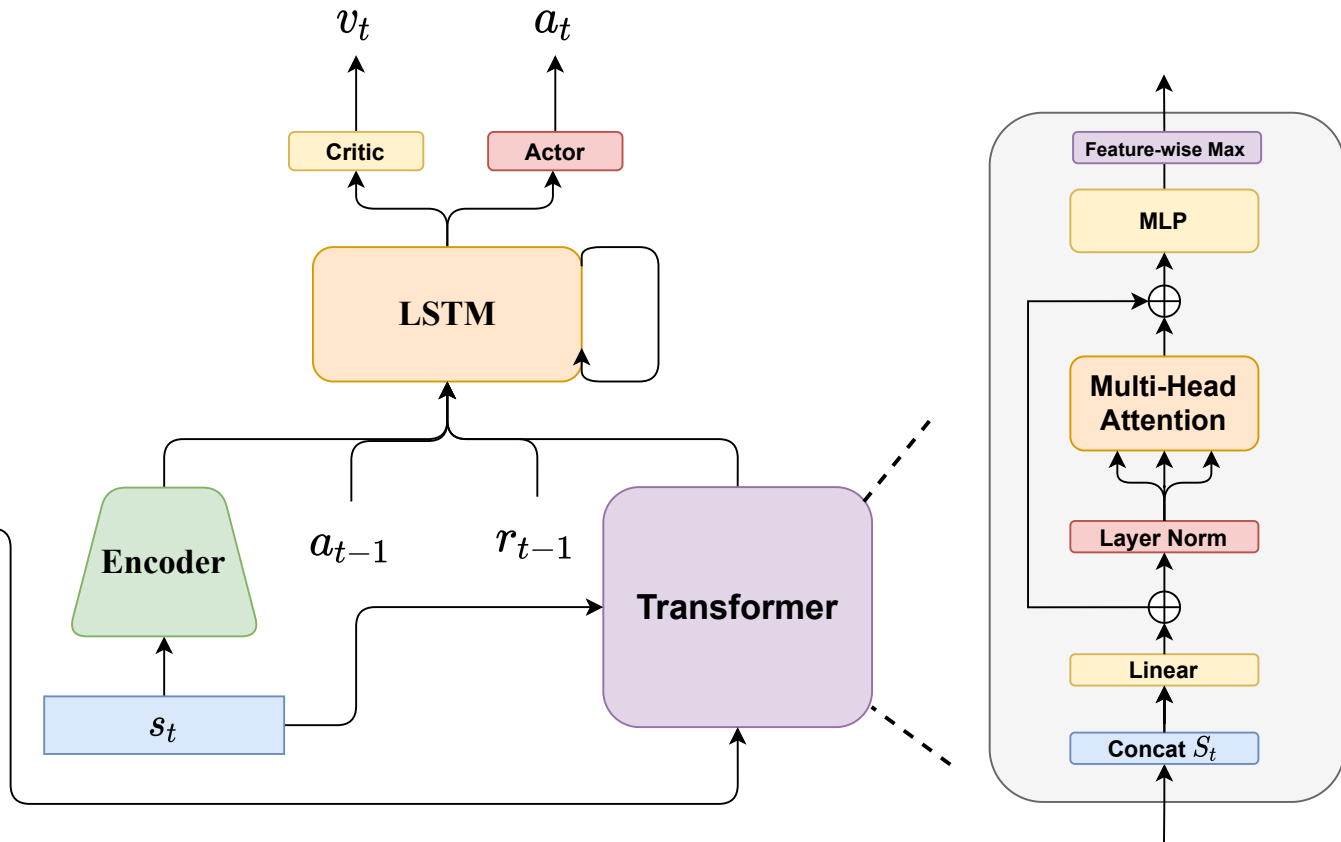 v_t
a_t
Critic
Actor
LSTM
Encoder
a_{t-1}
r_{t-1}
Transformer
s_t
Feature-wise Max
MLP
Multi-Head
Attention
Layer Norm
Linear
Concat S_t